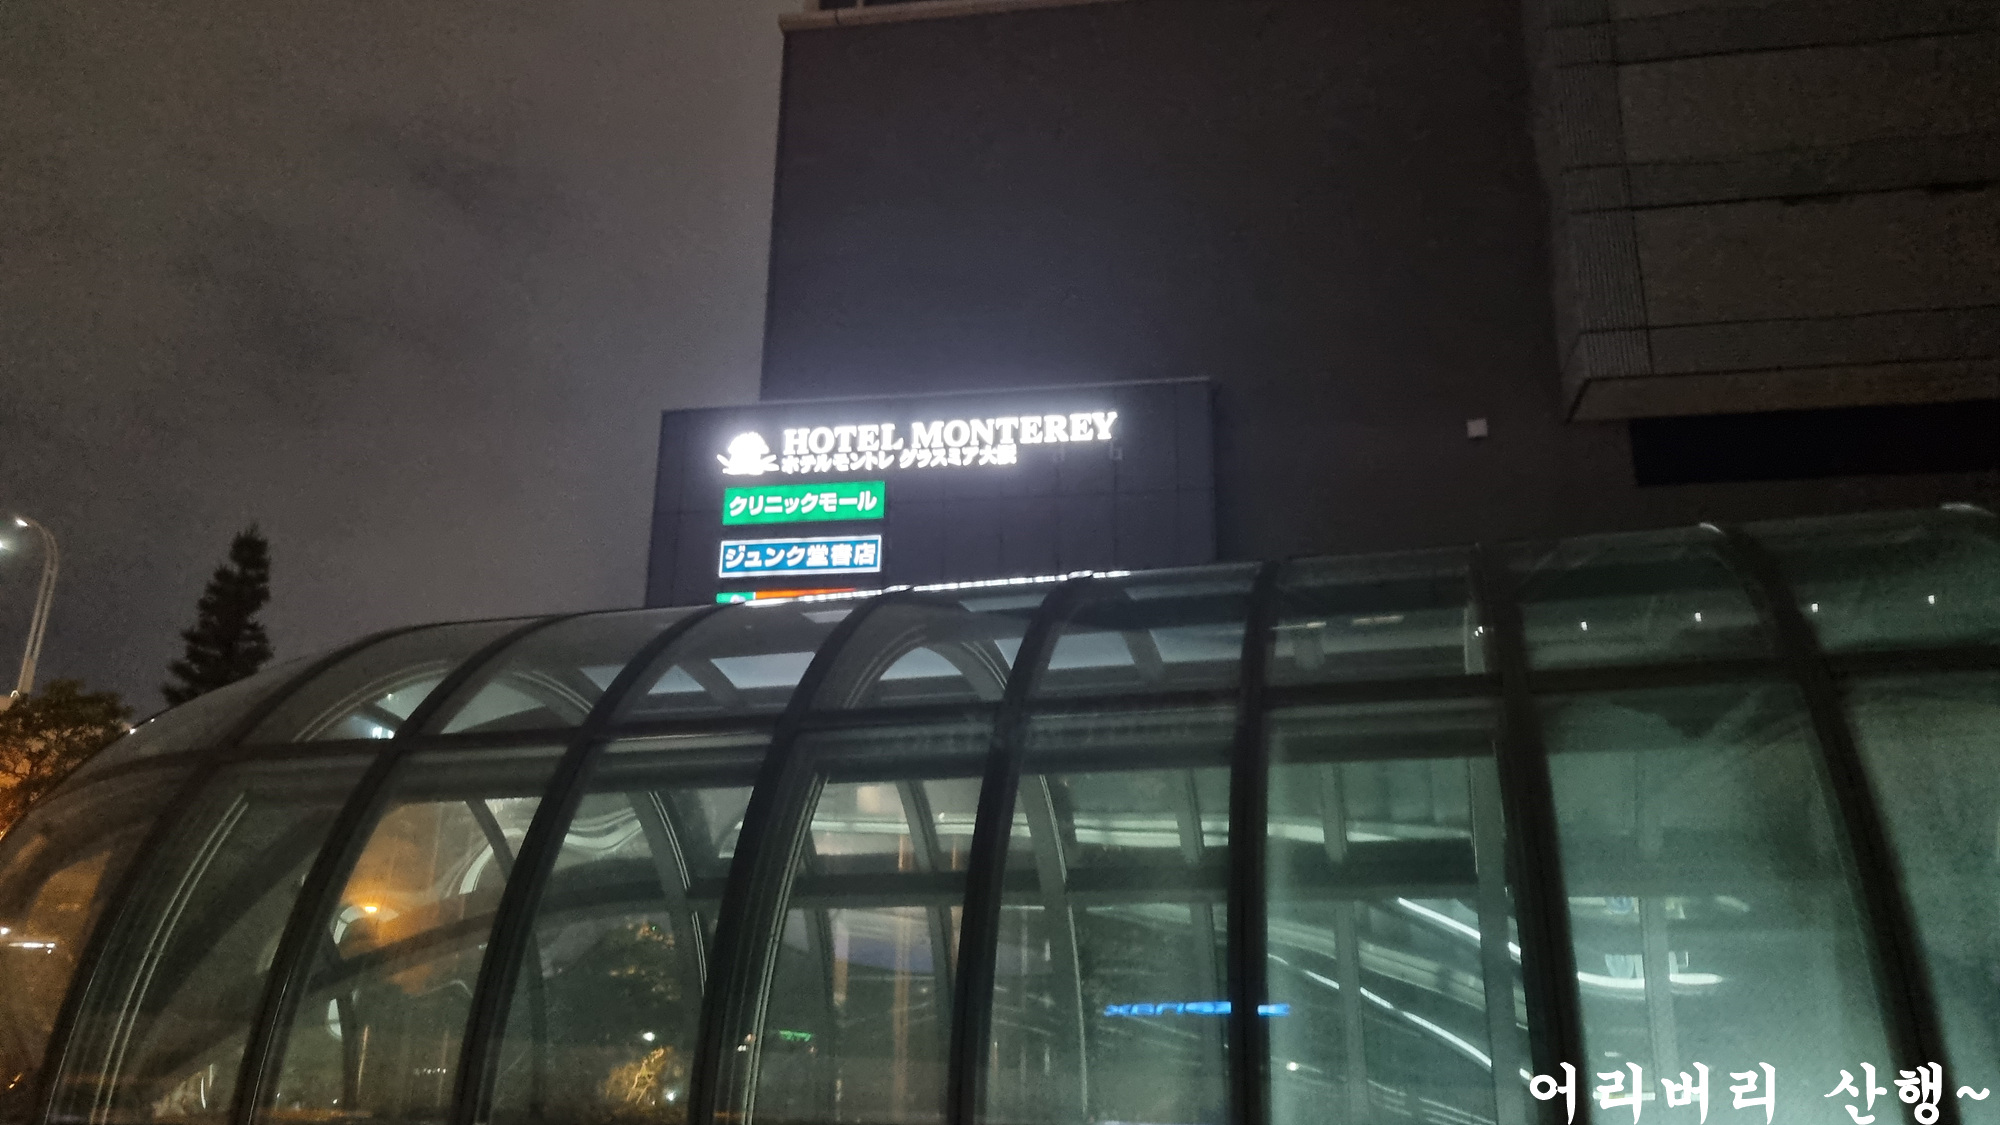 HOTEL MONTEREY
ホテルモントレ グラスミア大阪
クリニックモール
ジュンク堂書店
어리버리 산행~